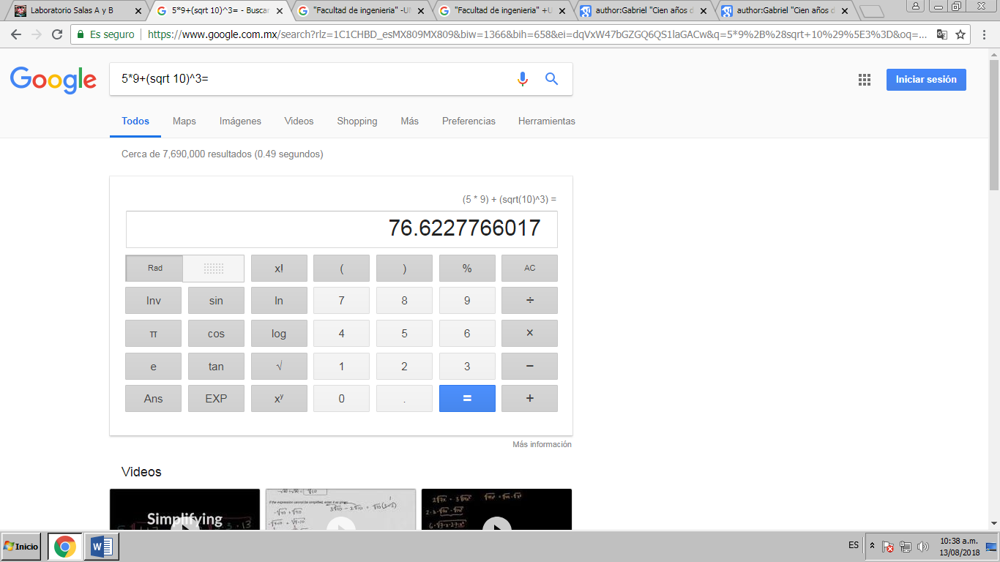 Laboratorio Salas A y B
5*9+(sqrt 10)^3= - Buscar
"Facultad de ingenieria" -UN
"Facultad de ingenieria" +U
author:Gabriel "Cien años d
author:Gabriel "Cien años d
Es seguro
https://www.google.com.mx/search?rlz=1C1CHBD_esMX809MX809&biw=1366&bih=658&ei=dqVxW47bGZGQ6QS1laGACw&q=5*9%2B%28sqrt+10%29%5E3%3D&oq=...
Google
5*9+(sqrt 10)^3=
Iniciar sesión
Todos Maps Imágenes Videos Shopping Más Preferencias Herramientas
Cerca de 7,690,000 resultados (0.49 segundos)
(5 * 9) + (sqrt(10)^3) =
76.6227766017
Rad x! ( ) % AC
Inv sin ln 7 8 9 ÷
π cos log 4 5 6 ×
e tan √ 1 2 3 −
Ans EXP xʸ 0 . = +
Más información
Videos
Simplifying
Inicio
ES
10:38 a.m.
13/08/2018